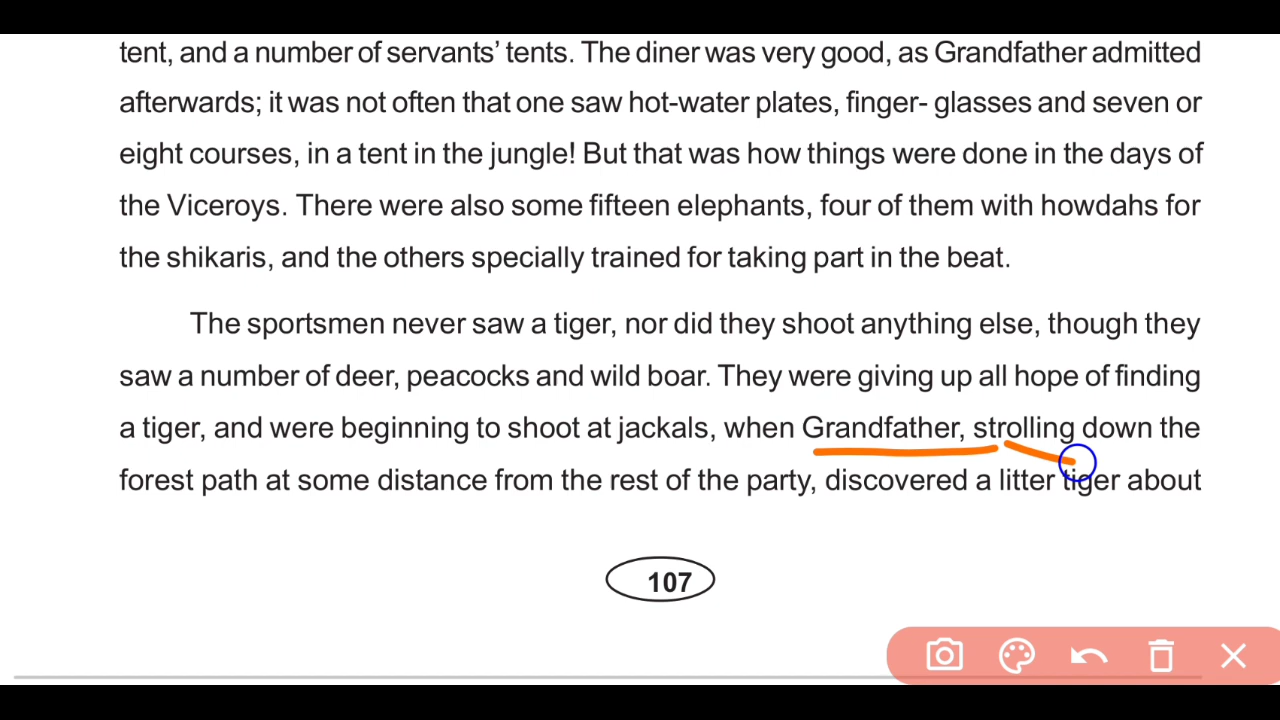 tent, and a number of servants’ tents. The diner was very good, as Grandfather admitted
afterwards; it was not often that one saw hot-water plates, finger- glasses and seven or
eight courses, in a tent in the jungle! But that was how things were done in the days of
the Viceroys. There were also some fifteen elephants, four of them with howdahs for
the shikaris, and the others specially trained for taking part in the beat.
The sportsmen never saw a tiger, nor did they shoot anything else, though they
saw a number of deer, peacocks and wild boar. They were giving up all hope of finding
a tiger, and were beginning to shoot at jackals, when Grandfather, strolling down the
forest path at some distance from the rest of the party, discovered a litter tiger about
107